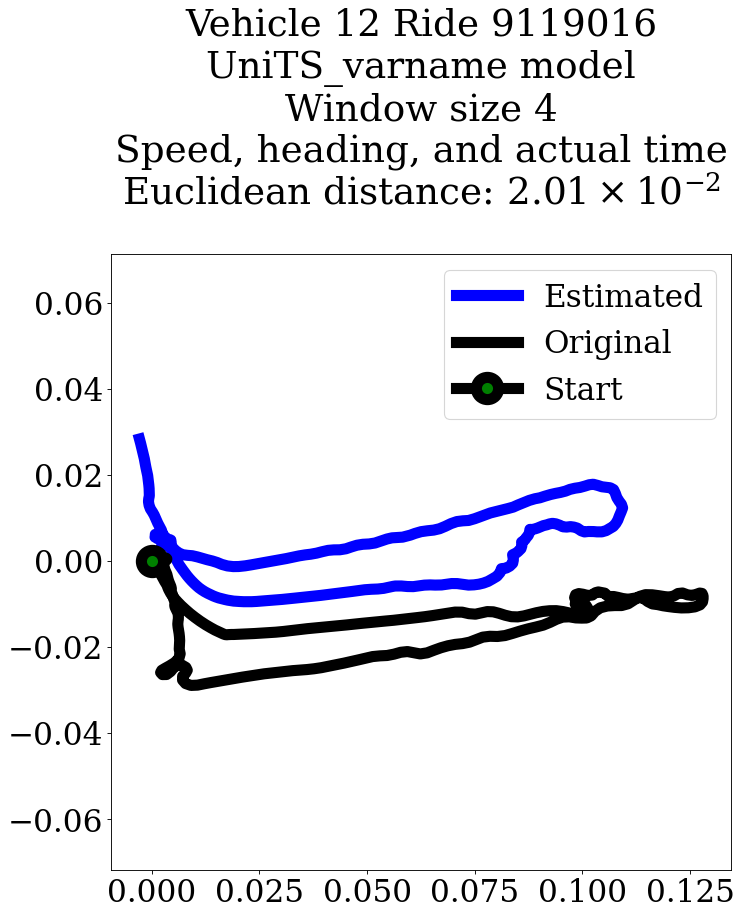 Vehicle 12 Ride 9119016
UniTS_varname model
Window size 4
Speed, heading, and actual time
Euclidean distance: 2.01 × 10⁻²
Estimated
Original
Start
0.06
0.04
0.02
0.00
−0.02
−0.04
−0.06
0.000 0.025 0.050 0.075 0.100 0.125